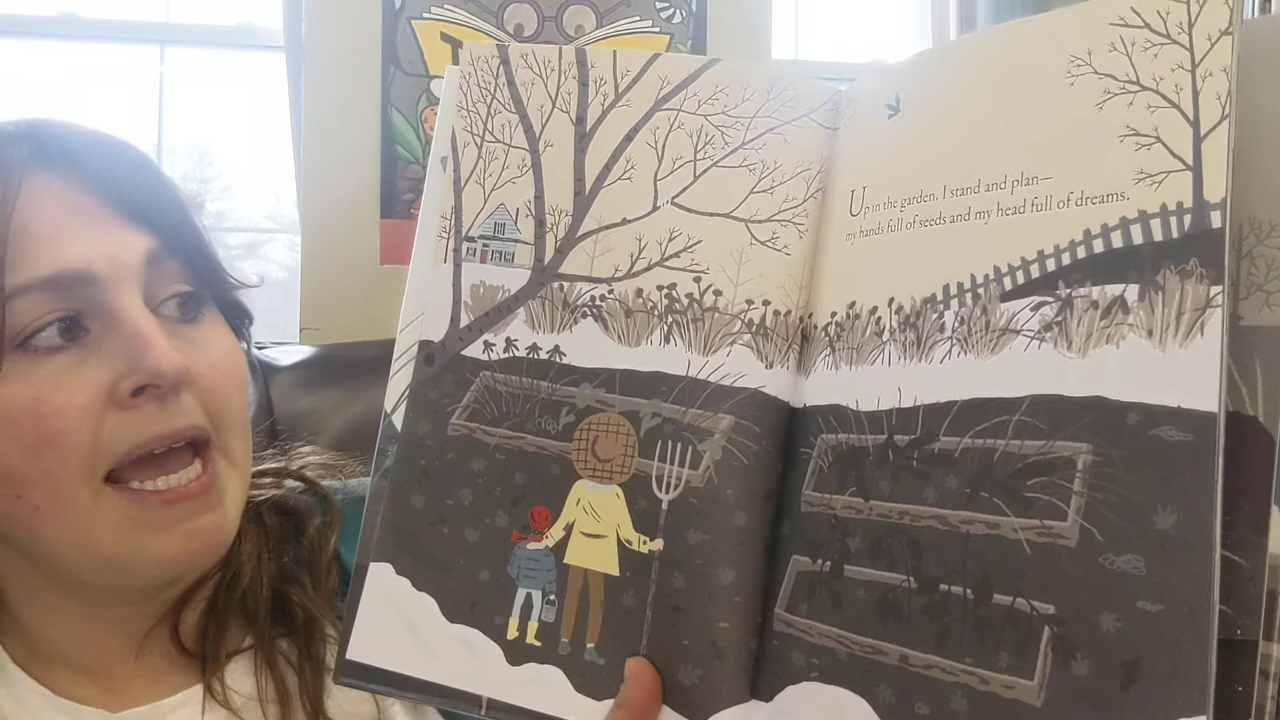 Up in the garden, I stand and plan—
my hands full of seeds and my head full of dreams.